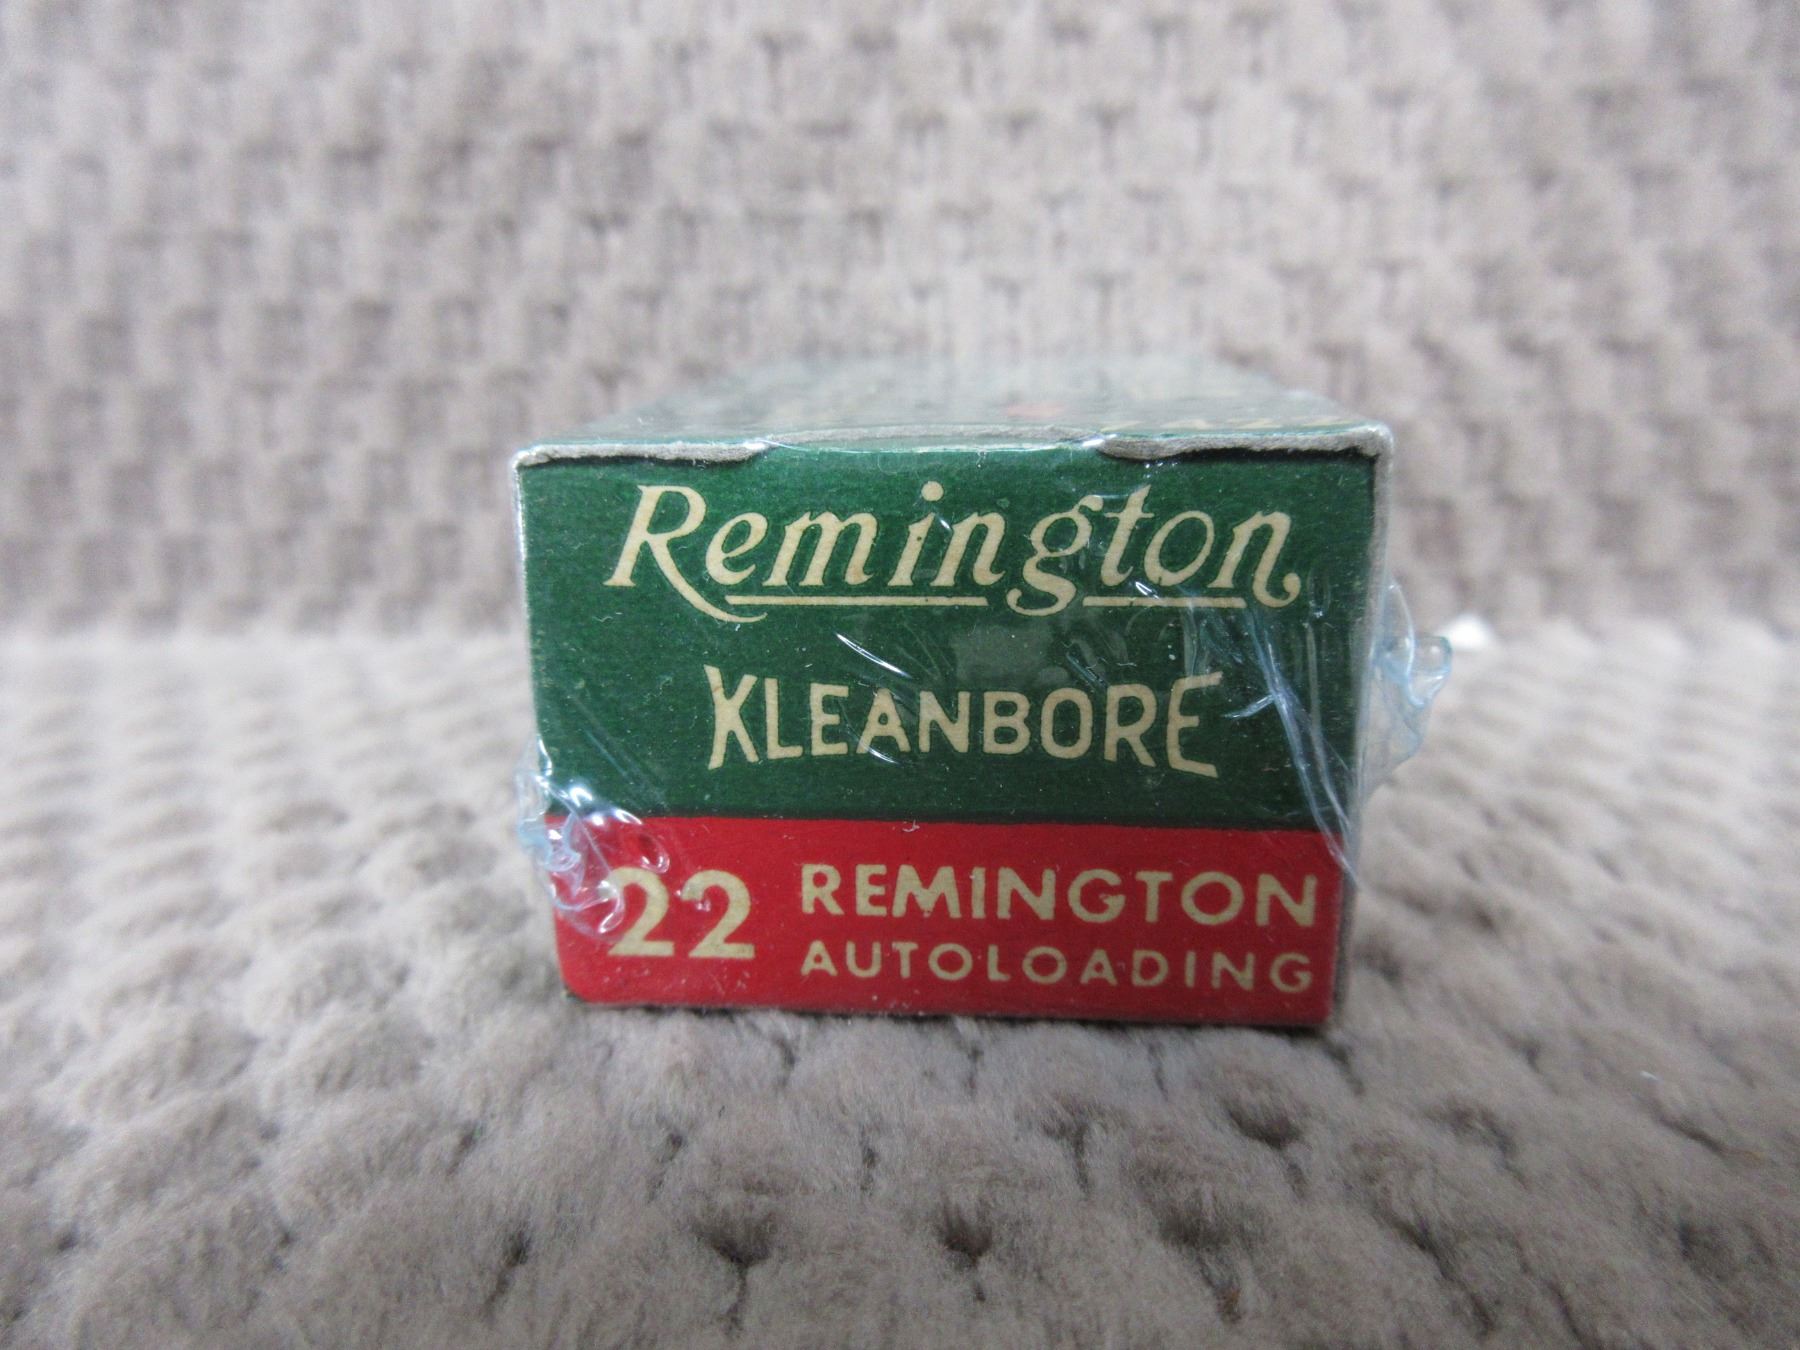 Remington
KLEANBORE
22 REMINGTON
AUTOLOADING